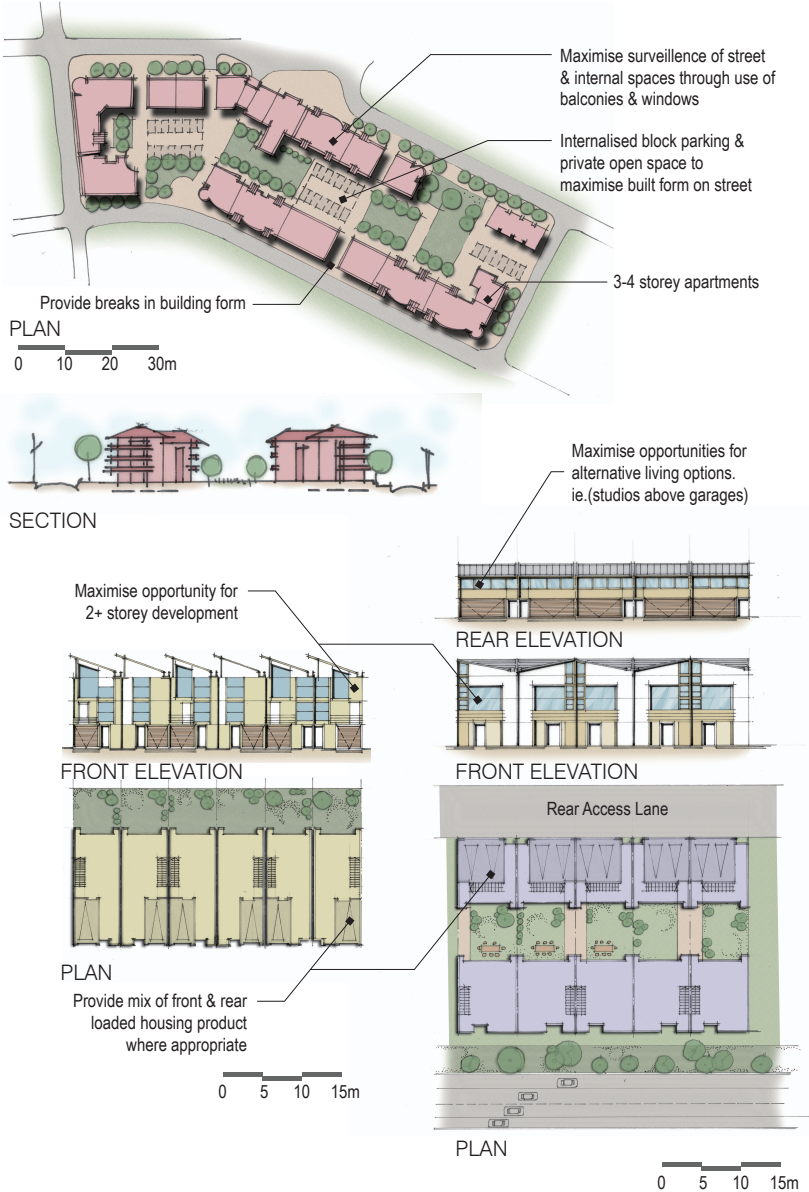 Maximise surveillence of street
& internal spaces through use of
balconies & windows
Internalised block parking &
private open space to
maximise built form on street
3-4 storey apartments
Provide breaks in building form
PLAN
0 10 20 30m
SECTION
Maximise opportunities for
alternative living options.
ie.(studios above garages)
Maximise opportunity for
2+ storey development
REAR ELEVATION
FRONT ELEVATION
FRONT ELEVATION
Rear Access Lane
PLAN
Provide mix of front & rear
loaded housing product
where appropriate
0 5 10 15m
PLAN
0 5 10 15m